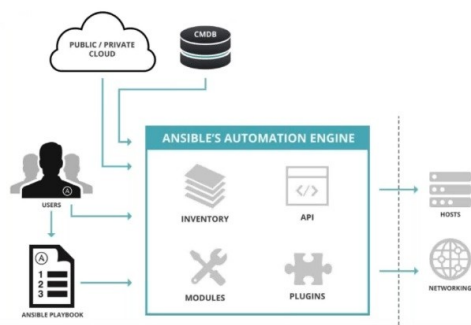 PUBLIC / PRIVATE
CLOUD
CMDB
ANSIBLE'S AUTOMATION ENGINE
A
USERS
INVENTORY
API
</>
HOSTS
A
1
2
3
ANSIBLE PLAYBOOK
MODULES
PLUGINS
NETWORKING